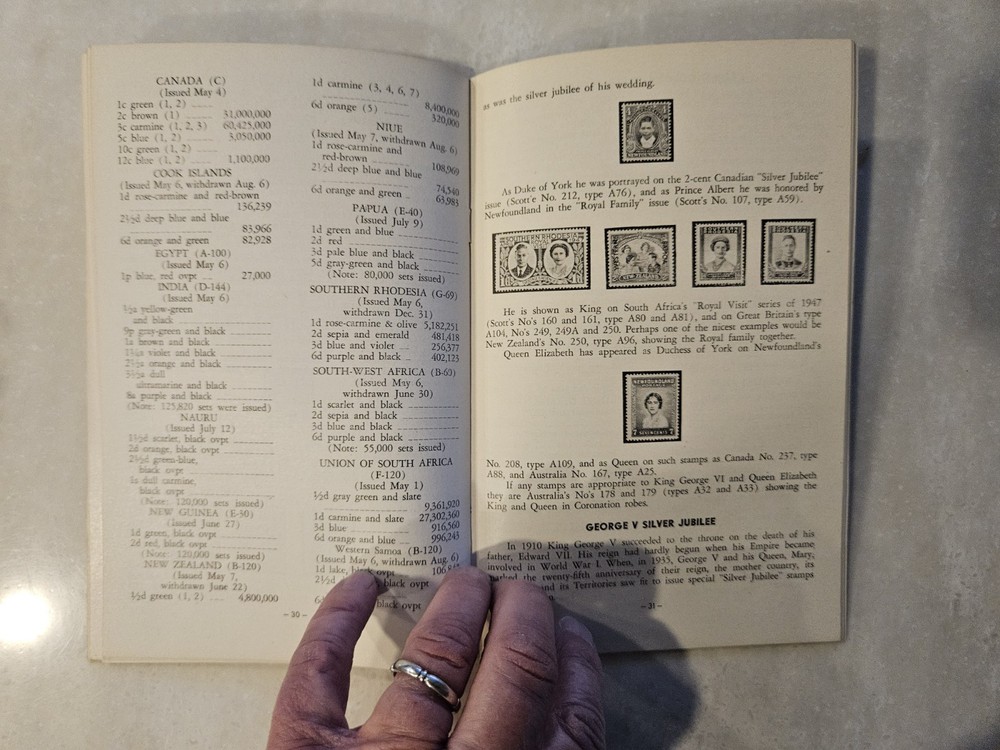 CANADA (C)
(Issued May 4)
1c green (1, 2)
2c brown (1) 31,000,000
3c carmine (1, 2, 3) 60,425,000
5c blue (1, 2) 3,050,000
10c green (1, 2)
12c blue (1, 2) 1,100,000
COOK ISLANDS
(Issued May 6, withdrawn Aug. 6)
1d rose-carmine and red-brown
136,239
2½d deep blue and blue
83,966
6d orange and green 82,928
EGYPT (A-100)
(Issued May 6)
1p blue, red ovpt 27,000
INDIA (D-144)
(Issued May 6)
½a yellow-green
and black
9p gray-green and black
1a brown and black
1¼a violet and black
2½a orange and black
3½a dull
ultramarine and black
8a purple and black
(Note: 125,820 sets were issued)
NAURU
(Issued July 12)
1½d scarlet, black ovpt
2d orange, black ovpt
2½d green-blue,
black ovpt
1s dull carmine,
black ovpt
(Note: 120,000 sets issued)
NEW GUINEA (E-30)
(Issued June 27)
1d green, black ovpt
2d red, black ovpt
(Note: 120,000 sets issued)
NEW ZEALAND (B-120)
(Issued May 7,
withdrawn June 22)
½d green (1, 2) 4,800,000
– 30 –
1d carmine (3, 4, 6, 7)
8,400,000
6d orange (5) 320,000
NIUE
(Issued May 7, withdrawn Aug. 6)
1d rose-carmine and
red-brown 108,960
2½d deep blue and blue
74,540
6d orange and green 63,983
PAPUA (E-40)
(Issued July 9)
1d green and blue
2d red
3d pale blue and black
5d gray-green and black
(Note: 80,000 sets issued)
SOUTHERN RHODESIA (G-69)
(Issued May 6,
withdrawn Dec. 31)
1d rose-carmine & olive 5,182,251
2d sepia and emerald 481,418
3d blue and violet 256,377
6d purple and black 402,123
SOUTH-WEST AFRICA (B-63)
(Issued May 6,
withdrawn June 30)
1d scarlet and black
2d sepia and black
3d blue and black
6d purple and black
(Note: 55,000 sets issued)
UNION OF SOUTH AFRICA
(F-120)
(Issued May 1)
½d gray green and slate
9,361,920
1d carmine and slate 27,302,360
3d blue 916,560
6d orange and blue 996,243
Western Samoa (B-120)
(Issued May 6, withdrawn Aug. 6)
1d lake, black ovpt
2½d black ovpt
black ovpt
as was the silver jubilee of his wedding.
NEWFOUNDLAND
As Duke of York he was portrayed on the 2-cent Canadian "Silver Jubilee"
issue (Scott's No. 212, type A76), and as Prince Albert he was honored by
Newfoundland in the "Royal Family" issue (Scott's No. 107, type A59).
SOUTHERN RHODESIA
NEW ZEALAND
He is shown as King on South Africa's "Royal Visit" series of 1947
(Scott's No's 160 and 161, type A80 and A81), and on Great Britain's type
A104, No's 249, 249A and 250. Perhaps one of the nicest examples would be
New Zealand's No. 250, type A96, showing the Royal family together.
Queen Elizabeth has appeared as Duchess of York on Newfoundland's
NEWFOUNDLAND
7 SEVEN CENTS 7
No. 208, type A109, and as Queen on such stamps as Canada No. 237, type
A88, and Australia No. 167, type A25.
If any stamps are appropriate to King George VI and Queen Elizabeth
they are Australia's No's 178 and 179 (types A32 and A33) showing the
King and Queen in Coronation robes.
GEORGE V SILVER JUBILEE
In 1910 King George V succeeded to the throne on the death of his
father, Edward VII. His reign had hardly begun when his Empire became
involved in World War I. When, in 1935, George V and his Queen, Mary,
marked the twenty-fifth anniversary of their reign, the mother country, its
and its Territories saw fit to issue special "Silver Jubilee" stamps
– 31 –